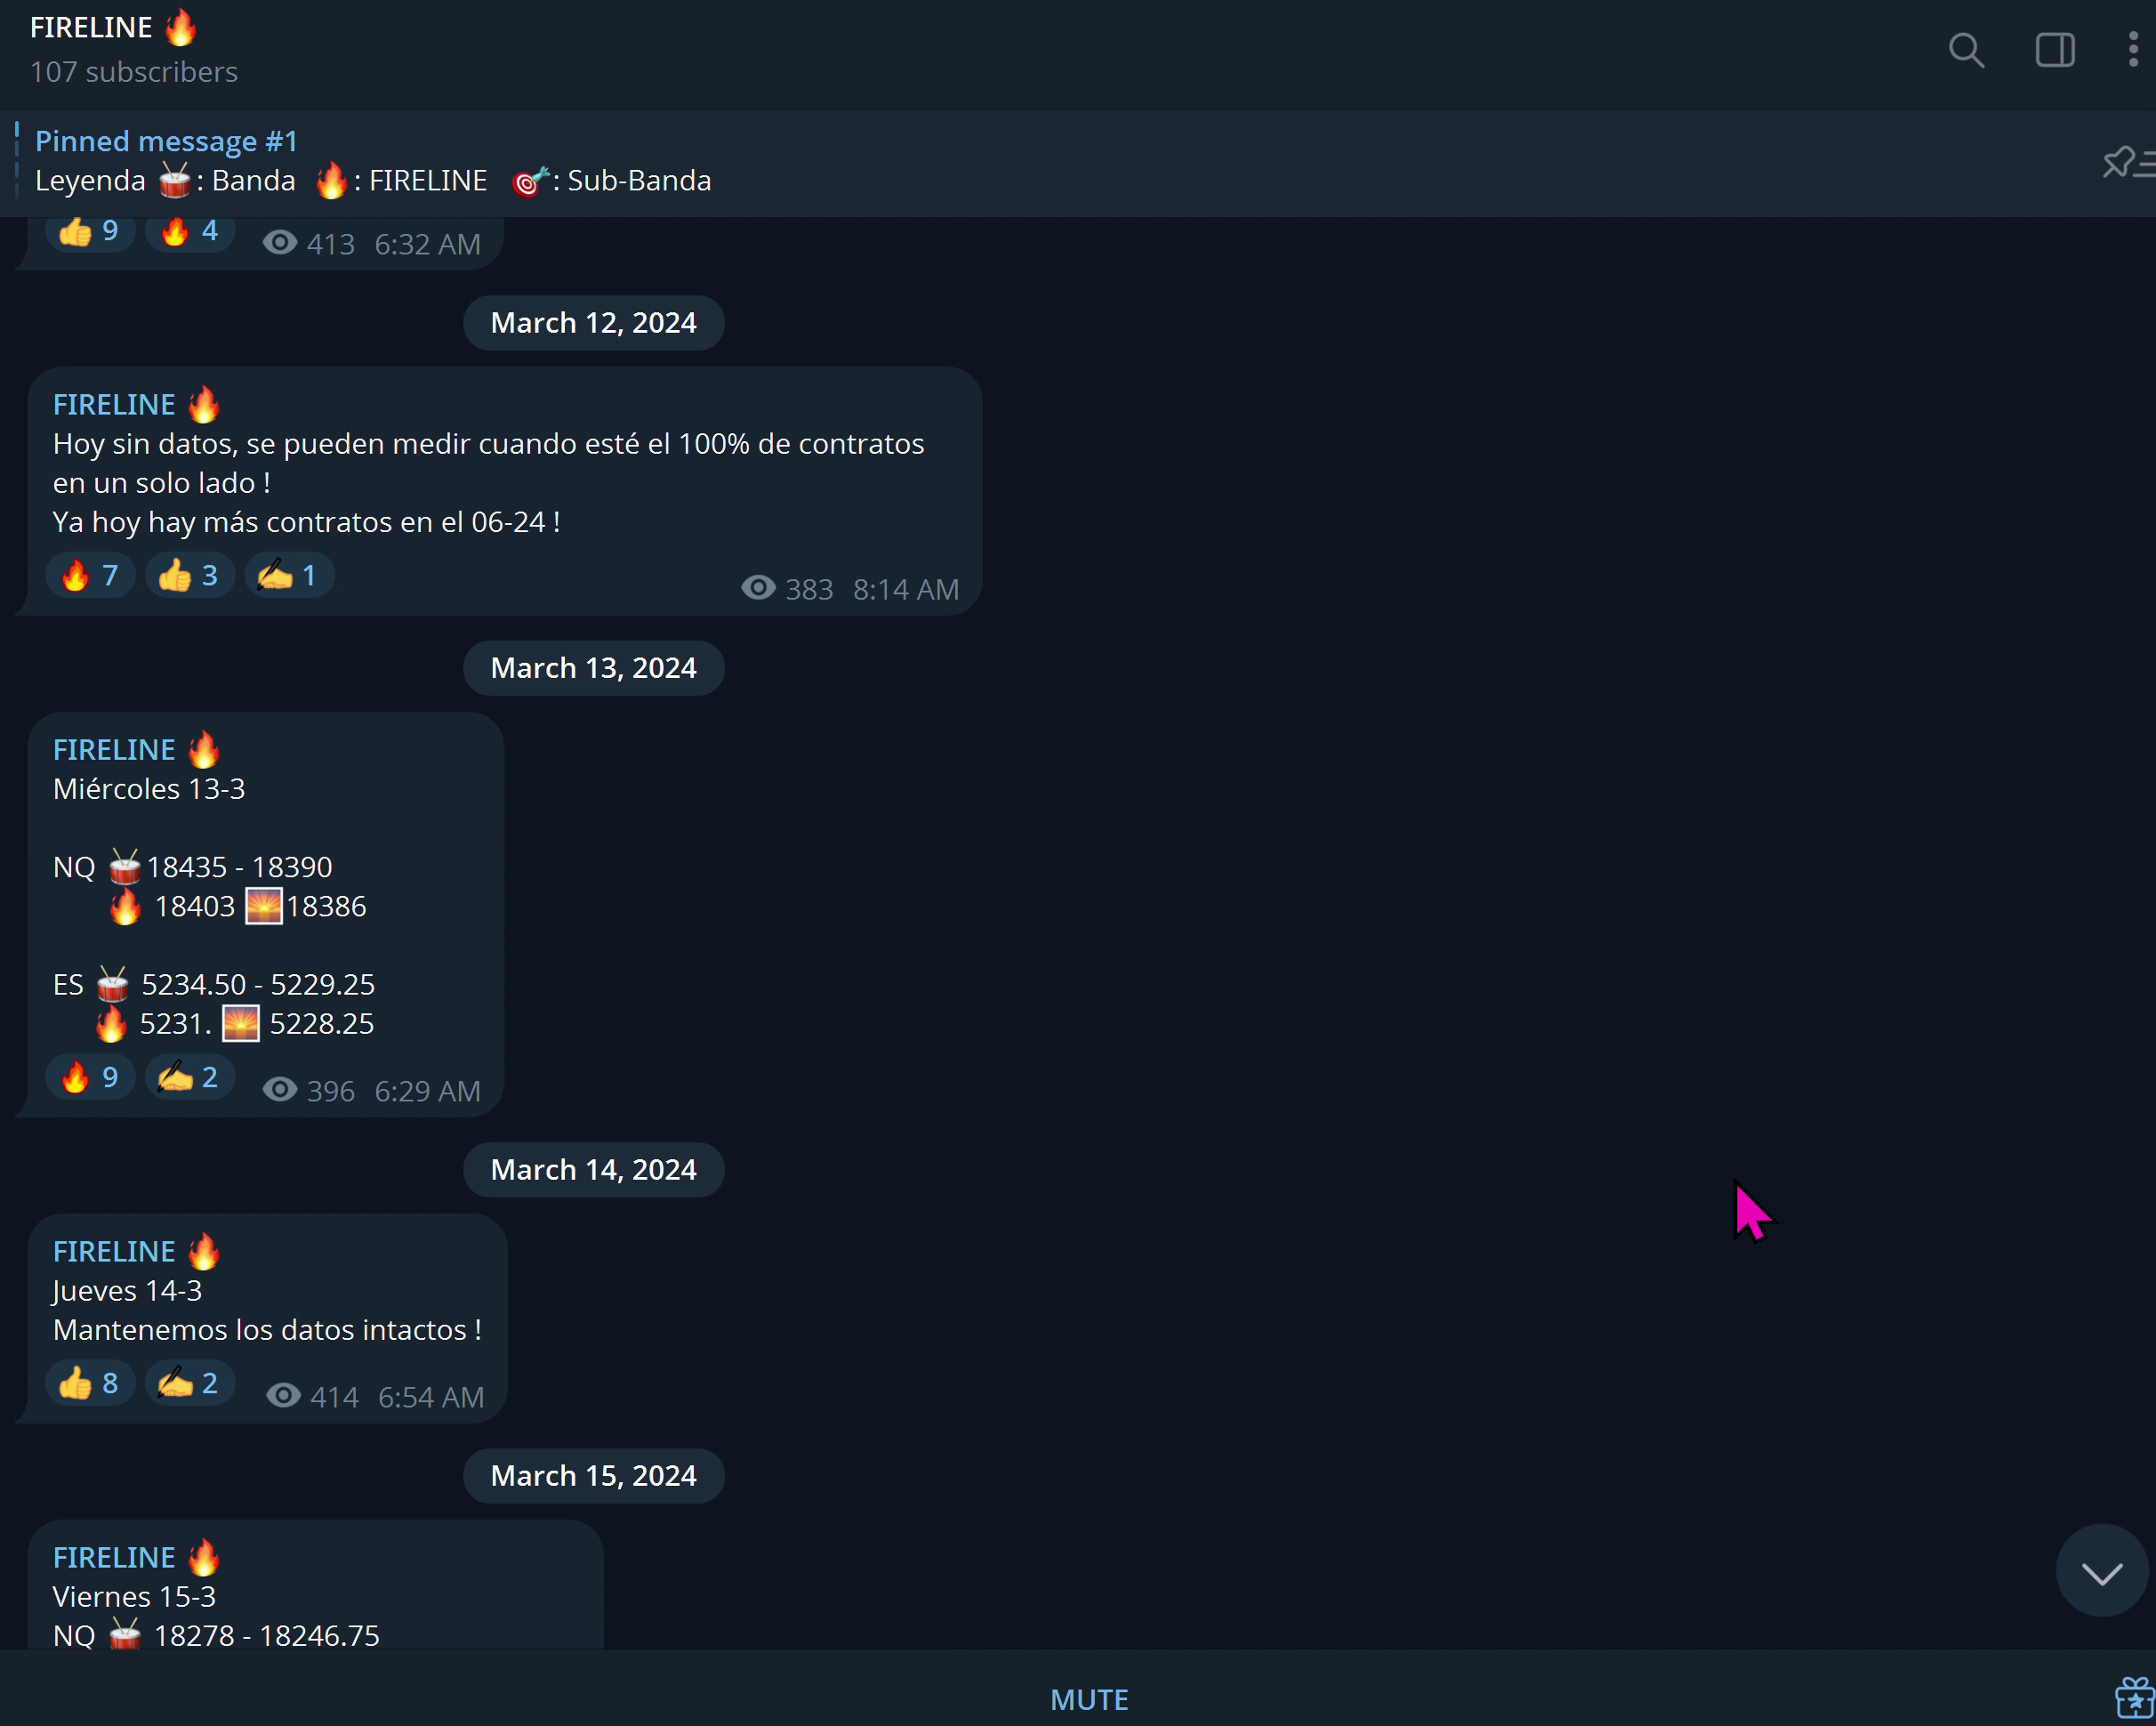 FIRELINE 🔥
107 subscribers
Pinned message #1
Leyenda 🥁: Banda 🔥: FIRELINE 🎯: Sub-Banda
👍 9 🔥 4 413 6:32 AM
March 12, 2024
FIRELINE 🔥
Hoy sin datos, se pueden medir cuando esté el 100% de contratos
en un solo lado !
Ya hoy hay más contratos en el 06-24 !
🔥 7 👍 3 ✍️ 1 383 8:14 AM
March 13, 2024
FIRELINE 🔥
Miércoles 13-3
NQ 🥁18435 - 18390
🔥 18403 🌅18386
ES 🥁 5234.50 - 5229.25
🔥 5231. 🌅 5228.25
🔥 9 ✍️ 2 396 6:29 AM
March 14, 2024
FIRELINE 🔥
Jueves 14-3
Mantenemos los datos intactos !
👍 8 ✍️ 2 414 6:54 AM
March 15, 2024
FIRELINE 🔥
Viernes 15-3
NQ 🥁 18278 - 18246.75
MUTE